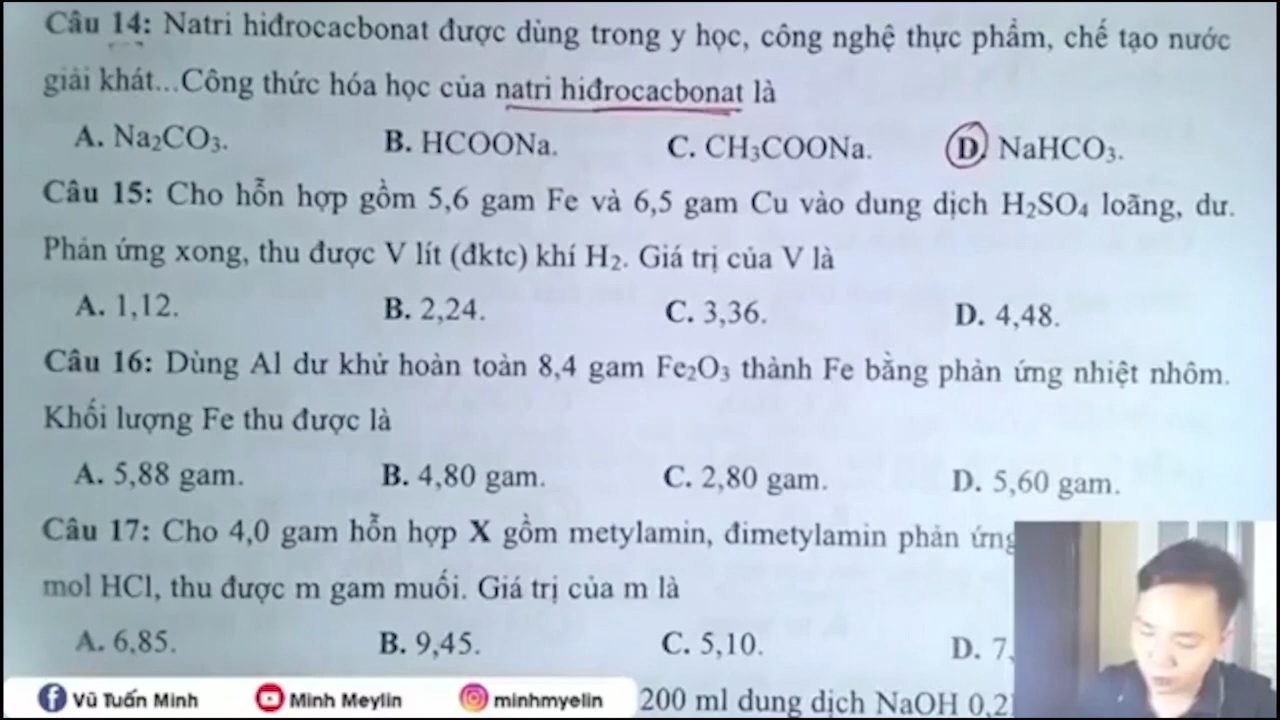 Câu 14: Natri hiđrocacbonat được dùng trong y học, công nghệ thực phẩm, chế tạo nước
giải khát...Công thức hóa học của natri hiđrocacbonat là
A. Na₂CO₃. B. HCOONa. C. CH₃COONa. D. NaHCO₃.
Câu 15: Cho hỗn hợp gồm 5,6 gam Fe và 6,5 gam Cu vào dung dịch H₂SO₄ loãng, dư.
Phản ứng xong, thu được V lít (đktc) khí H₂. Giá trị của V là
A. 1,12. B. 2,24. C. 3,36. D. 4,48.
Câu 16: Dùng Al dư khử hoàn toàn 8,4 gam Fe₂O₃ thành Fe bằng phản ứng nhiệt nhôm.
Khối lượng Fe thu được là
A. 5,88 gam. B. 4,80 gam. C. 2,80 gam. D. 5,60 gam.
Câu 17: Cho 4,0 gam hỗn hợp X gồm metylamin, đimetylamin phản ứng
mol HCl, thu được m gam muối. Giá trị của m là
A. 6,85. B. 9,45. C. 5,10. D. 7,
200 ml dung dịch NaOH 0,2
Vũ Tuấn Minh Minh Meylin minhmyelin